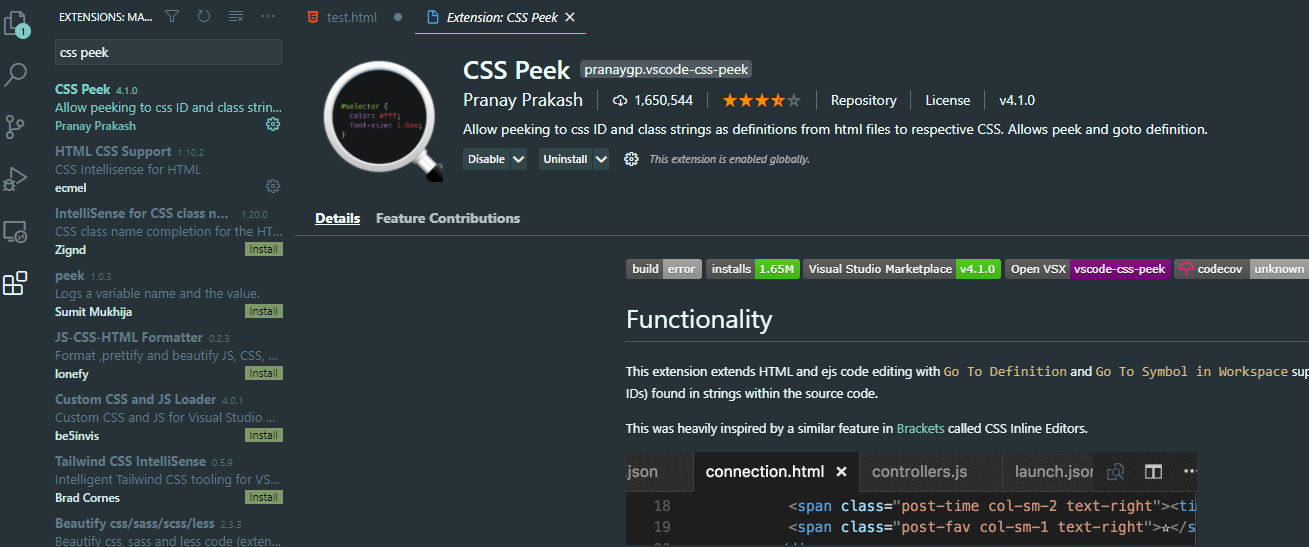 EXTENSIONS: MA...
1
css peek
CSS Peek 4.1.0
Allow peeking to css ID and class strin...
Pranay Prakash
HTML CSS Support 1.10.2
CSS Intellisense for HTML
ecmel
IntelliSense for CSS class n... 1.20.0
CSS class name completion for the HT...
Zignd Install
peek 1.0.3
Logs a variable name and the value.
Sumit Mukhija Install
JS-CSS-HTML Formatter 0.2.3
Format ,prettify and beautify JS, CSS, ...
lonefy Install
Custom CSS and JS Loader 4.0.1
Custom CSS and JS for Visual Studio ...
be5invis Install
Tailwind CSS IntelliSense 0.5.9
Intelligent Tailwind CSS tooling for VS...
Brad Cornes Install
Beautify css/sass/scss/less 2.3.3
Beautify css, sass and less code (exten...
test.html Extension: CSS Peek
#selector {
color: #fff;
font-size: 1.6em;
}
CSS Peek pranaygp.vscode-css-peek
Pranay Prakash 1,650,544 Repository License v4.1.0
Allow peeking to css ID and class strings as definitions from html files to respective CSS. Allows peek and goto definition.
Disable Uninstall This extension is enabled globally.
Details Feature Contributions
build error installs 1.65M Visual Studio Marketplace v4.1.0 Open VSX vscode-css-peek codecov unknown
Functionality
This extension extends HTML and ejs code editing with Go To Definition and Go To Symbol in Workspace sup
IDs) found in strings within the source code.
This was heavily inspired by a similar feature in Brackets called CSS Inline Editors.
.json connection.html controllers.js launch.json
18 <span class="post-time col-sm-2 text-right"><ti
19 <span class="post-fav col-sm-1 text-right">☆</s